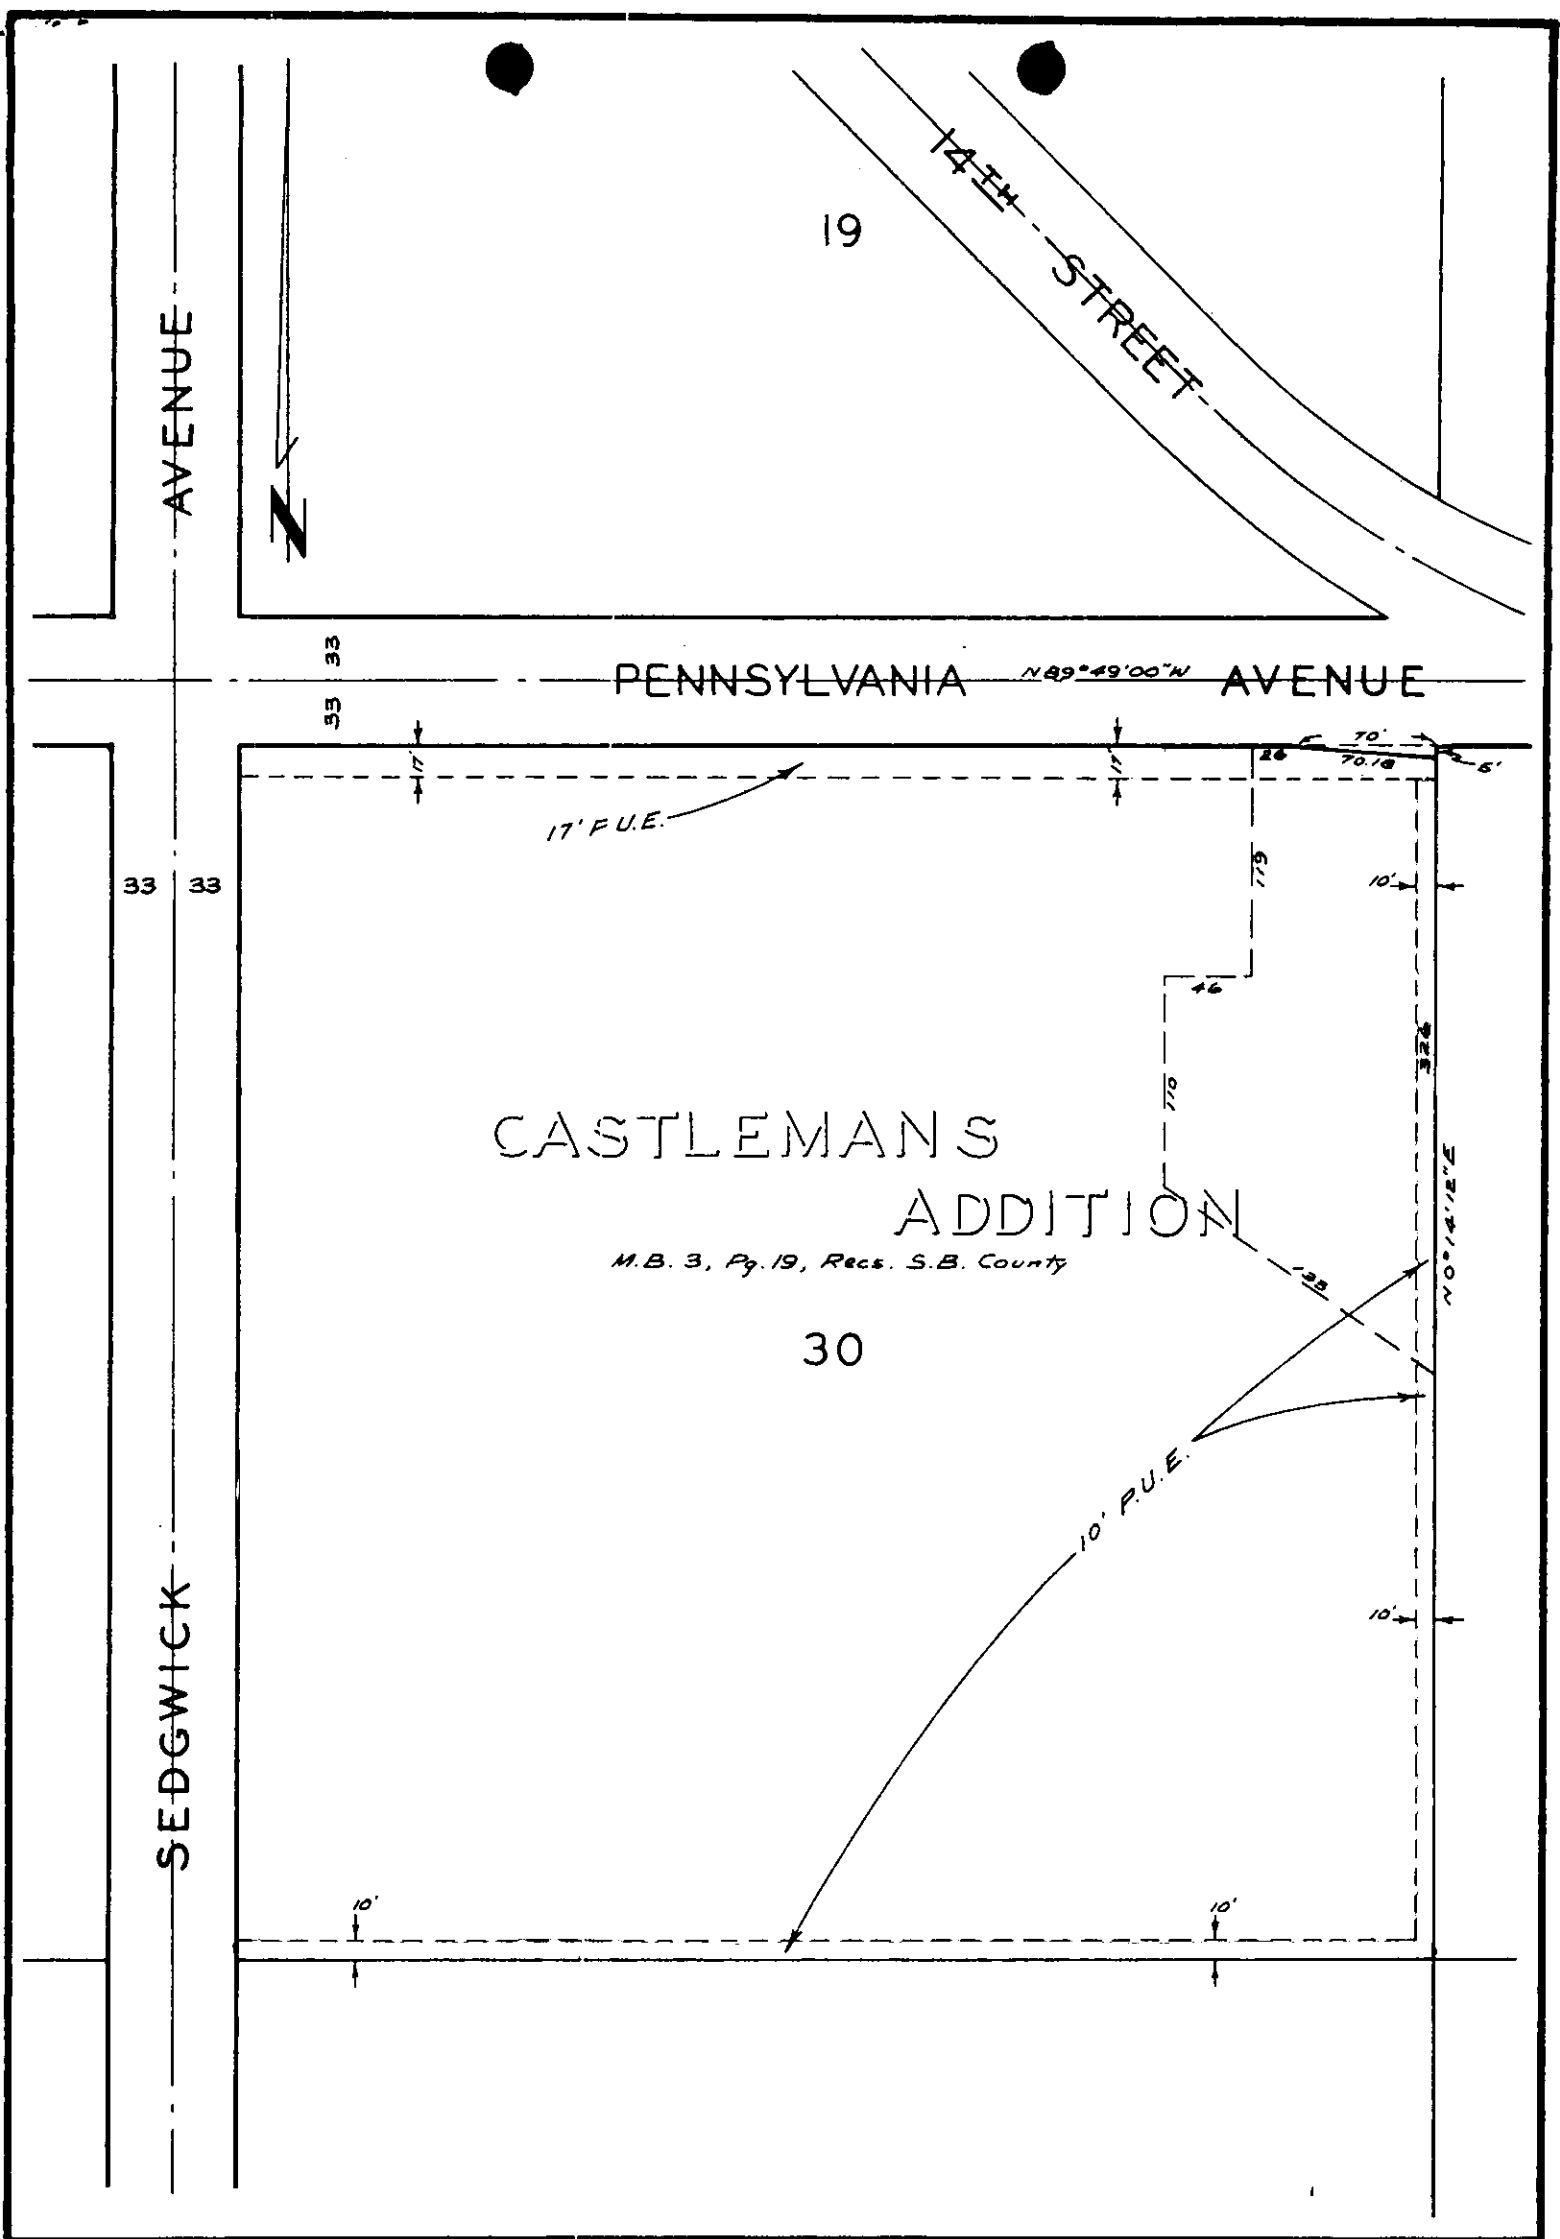 14TH STREET
19
AVENUE
N
33
33
PENNSYLVANIA N89°49'00"W AVENUE
17'
17'
26
70'
70.18
5'
17' P.U.E.
33 33
119
10'
46
326
110
CASTLEMANS
ADDITION
N0°14'12"E
M.B. 3, Pg. 19, Recs. S.B. County
135
30
10' P.U.E.
10'
SEDGWICK
10'
10'